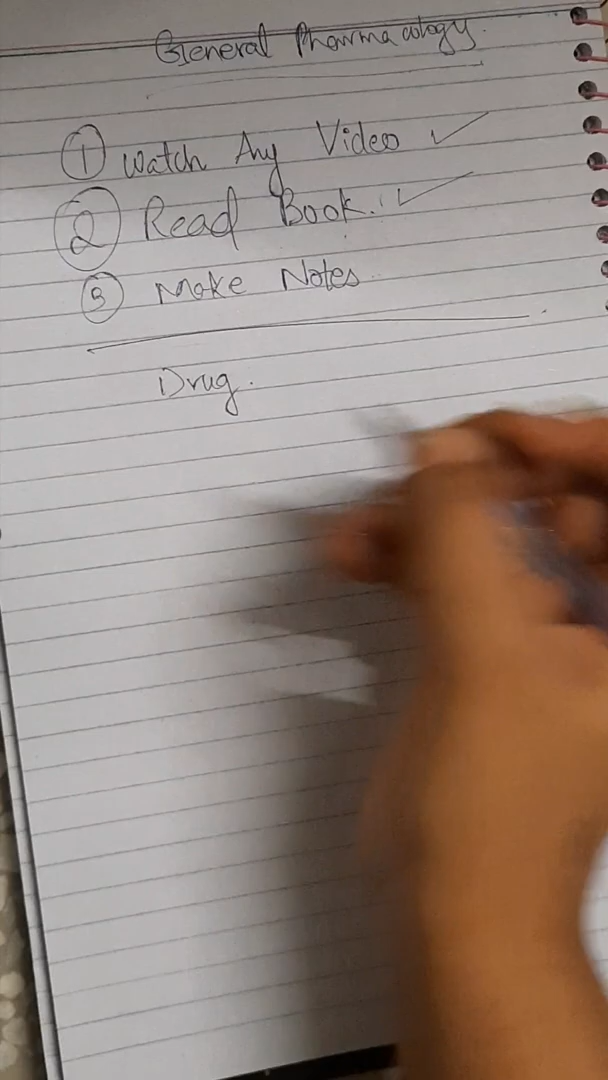 General Pharmacology.
① Watch Any Video ✓
② Read Book. ✓
③ Make Notes
Drug.